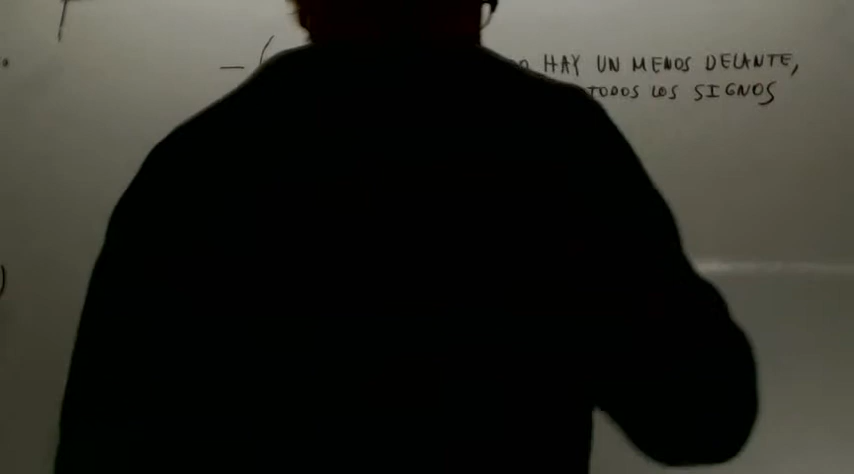 – ( HAY UN MENOS DELANTE,
TODOS LOS SIGNOS
)